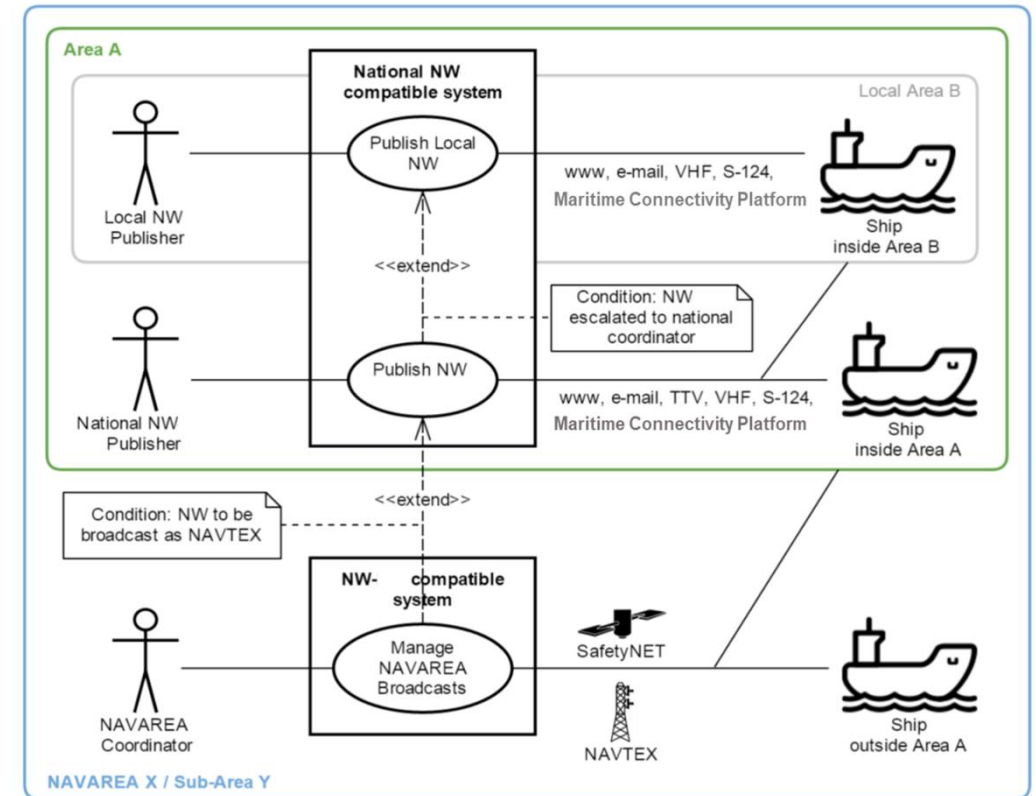 Area A
National NW
compatible system
Local Area B
Publish Local
NW
www, e-mail, VHF, S-124,
Maritime Connectivity Platform
Local NW
Publisher
Ship
inside Area B
<<extend>>
Condition: NW
escalated to national
coordinator
Publish NW
www, e-mail, TTV, VHF, S-124,
Maritime Connectivity Platform
National NW
Publisher
Ship
inside Area A
<<extend>>
Condition: NW to be
broadcast as NAVTEX
NW- compatible
system
Manage
NAVAREA
Broadcasts
SafetyNET
NAVTEX
NAVAREA
Coordinator
Ship
outside Area A
NAVAREA X / Sub-Area Y